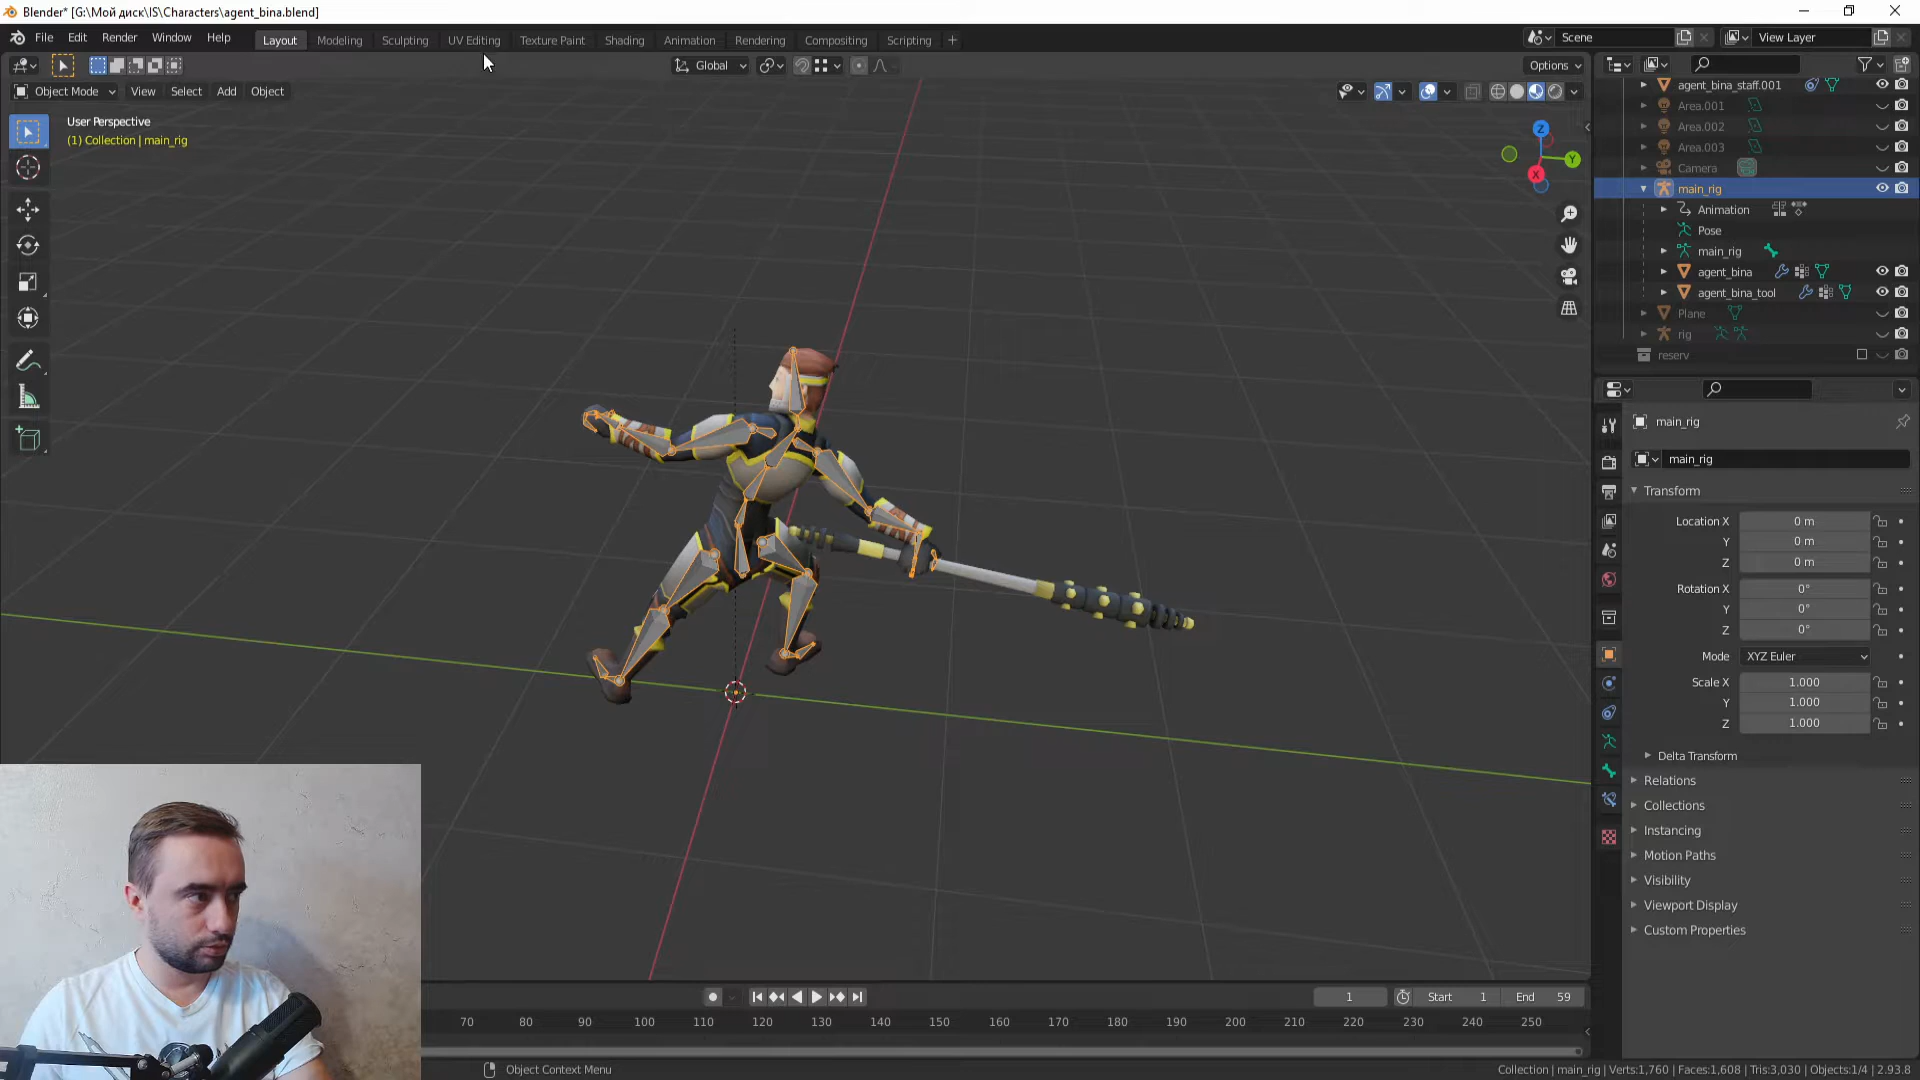 Blender* [G:\Мой диск\IS\Characters\agent_bina.blend]
File Edit Render Window Help Layout Modeling Sculpting UV Editing Texture Paint Shading Animation Rendering Compositing Scripting + Scene View Layer
Global Options
Object Mode View Select Add Object
User Perspective
(1) Collection | main_rig
Z
Y
X
agent_bina_staff.001
Area.001
Area.002
Area.003
Camera
main_rig
Animation
Pose
main_rig
agent_bina
agent_bina_tool
Plane
rig
reserv
main_rig
main_rig
Transform
Location X 0 m
Y 0 m
Z 0 m
Rotation X 0°
Y 0°
Z 0°
Mode XYZ Euler
Scale X 1.000
Y 1.000
Z 1.000
Delta Transform
Relations
Collections
Instancing
Motion Paths
Visibility
Viewport Display
Custom Properties
1 Start 1 End 59
70 80 90 100 110 120 130 140 150 160 170 180 190 200 210 220 230 240 250
Object Context Menu
Collection | main_rig | Verts:1,760 | Faces:1,608 | Tris:3,030 | Objects:1/4 | 2.93.8